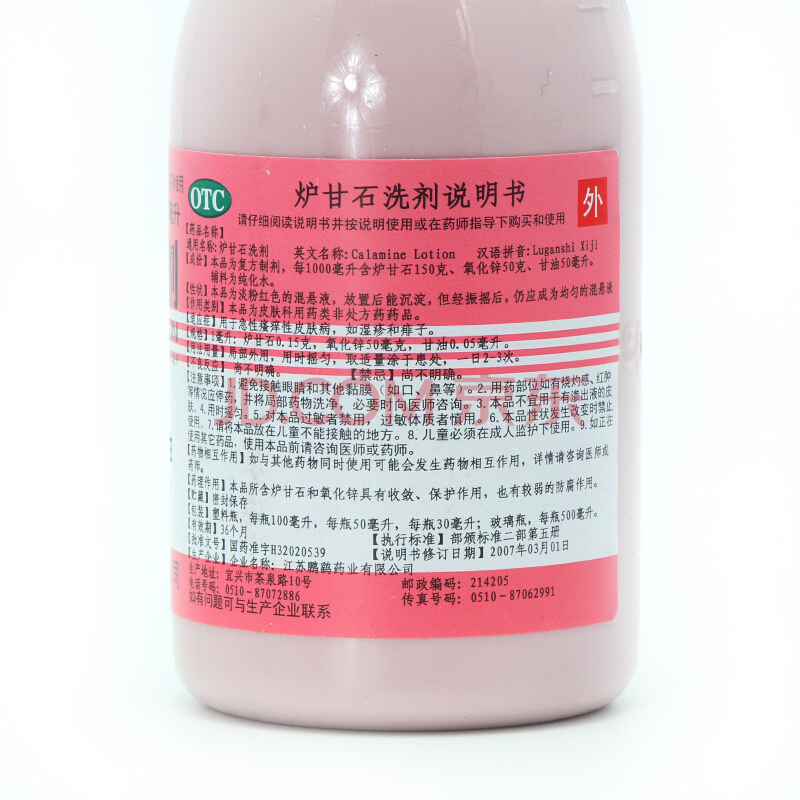 OTC
炉甘石洗剂说明书
外
请仔细阅读说明书并按说明使用或在药师指导下购买和使用
【药品名称】
通用名称:炉甘石洗剂 英文名称:Calamine Lotion 汉语拼音:Luganshi Xiji
【成份】本品为复方制剂，每1000毫升含炉甘石150克、氧化锌50克、甘油50毫升。
辅料为纯化水。
【性状】本品为淡粉红色的混悬液，放置后能沉淀，但经振摇后，仍应成为均匀的混悬液
【作用类别】本品为皮肤科用药类非处方药药品。
【适应症】用于急性瘙痒性皮肤病，如湿疹和痱子。
【规格】1毫升：炉甘石0.15克，氧化锌50毫克，甘油0.05毫升。
【用法用量】局部外用，用时摇匀，取适量涂于患处，一日2-3次。
【不良反应】尚不明确。 【禁忌】尚不明确。
【注意事项】1.避免接触眼睛和其他黏膜（如口、鼻等）。2.用药部位如有烧灼感、红肿
等情况应停药，并将局部药物洗净，必要时向医师咨询。3.本品不宜用于有渗出液的皮
肤。4.用时摇匀。5.对本品过敏者禁用，过敏体质者慎用。6.本品性状发生改变时禁止
使用。7.请将本品放在儿童不能接触的地方。8.儿童必须在成人监护下使用。9.如正在
使用其它药品，使用本品前请咨询医师或药师。
【药物相互作用】如与其他药物同时使用可能会发生药物相互作用，详情请咨询医师或
药师。
【药理作用】本品所含炉甘石和氧化锌具有收敛、保护作用，也有较弱的防腐作用。
【贮藏】密封保存
【包装】塑料瓶，每瓶100毫升，每瓶50毫升，每瓶30毫升；玻璃瓶，每瓶500毫升。
【有效期】36个月 【执行标准】部颁标准二部第五册
【批准文号】国药准字H32020539 【说明书修订日期】2007年03月01日
【生产企业】企业名称：江苏鹏鹞药业有限公司
生产地址：宜兴市茶泉路10号 邮政编码：214205
电话号码：0510-87072886 传真号码：0510-87062991
如有问题可与生产企业联系
JD.COM 京东